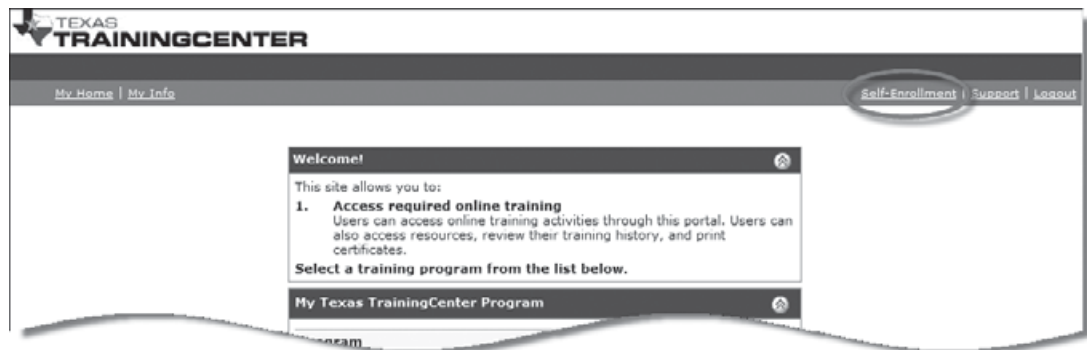 TEXAS
TRAININGCENTER
My Home | My Info
Self-Enrollment | Support | Logout
Welcome!
This site allows you to:
1. Access required online training
Users can access online training activities through this portal. Users can
also access resources, review their training history, and print
certificates.
Select a training program from the list below.
My Texas TrainingCenter Program